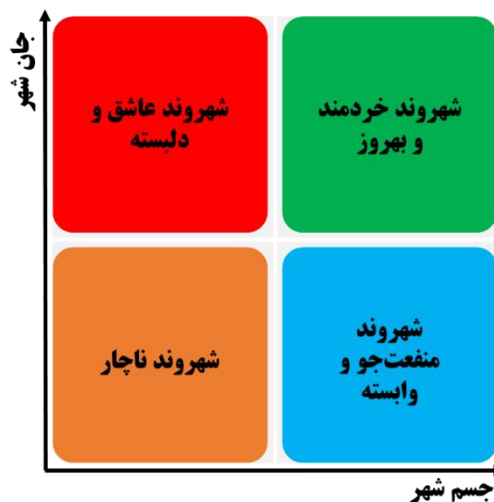 جان شهر
شهروند خردمند
و بهروز
شهروند عاشق و
دلبسته
شهروند
منفعت‌جو و
وابسته
شهروند ناچار
جسم شهر